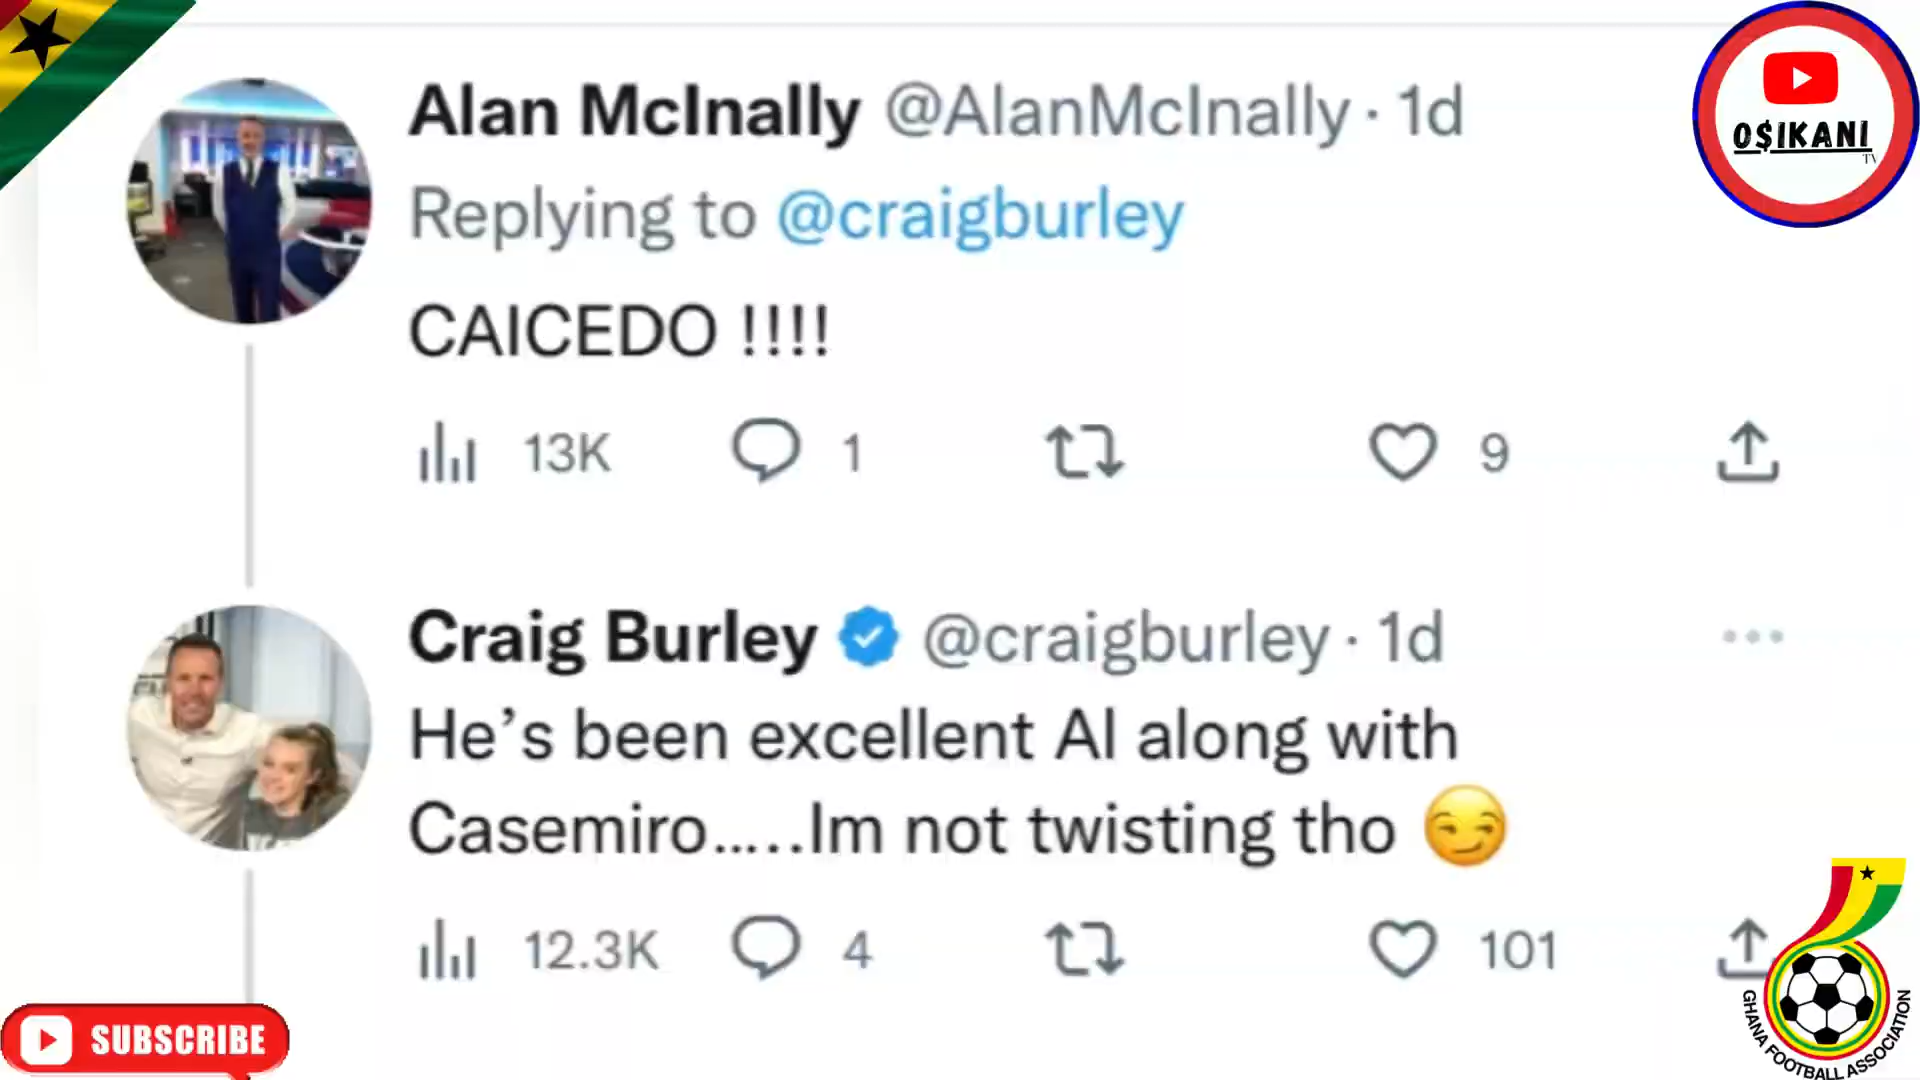 Alan McInally @AlanMcInally · 1d
Replying to @craigburley
CAICEDO !!!!
13K 1 9
Craig Burley @craigburley · 1d
He’s been excellent Al along with
Casemiro.....Im not twisting tho 😏
12.3K 4 101
O$IKANI
TV
SUBSCRIBE
GHANA FOOTBALL ASSOCIATION